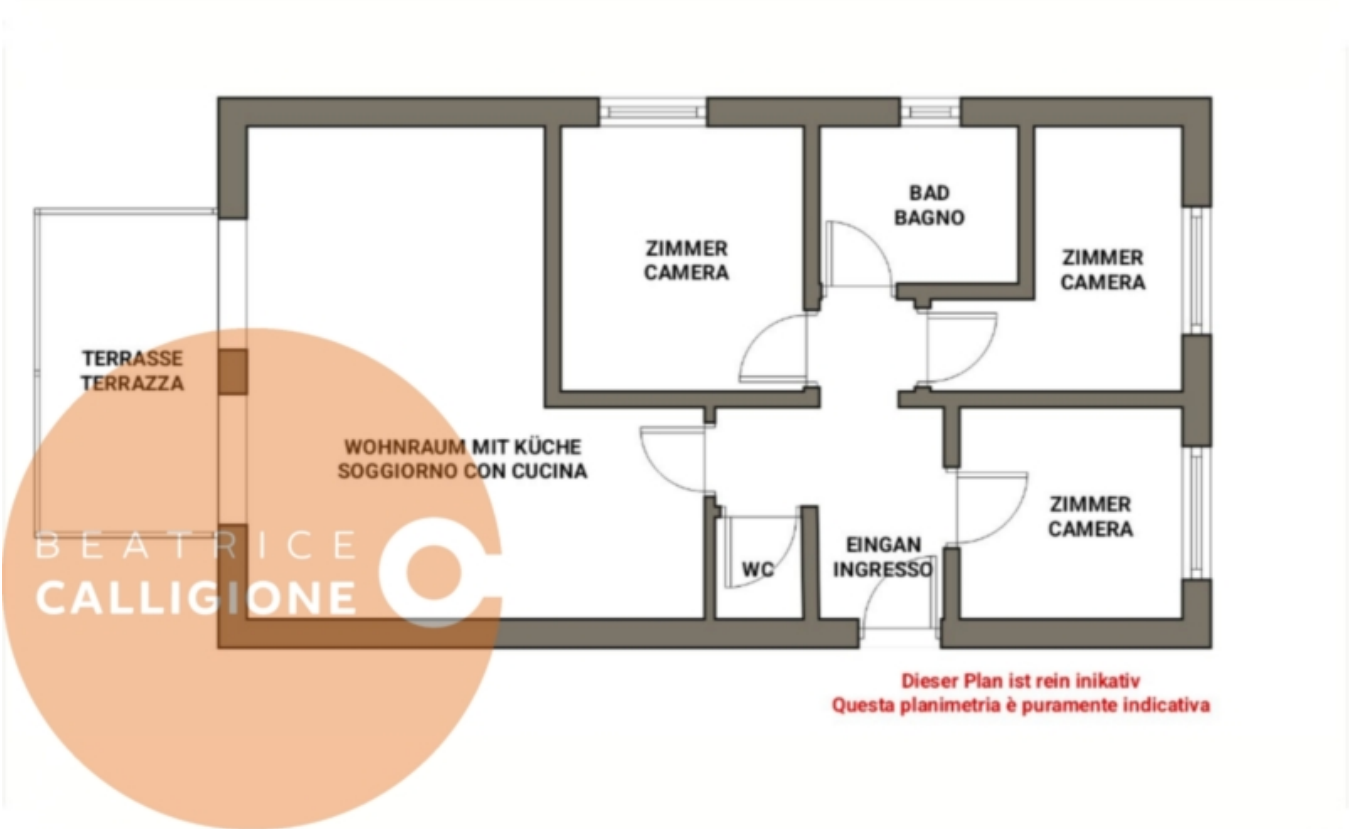 BAD
BAGNO
ZIMMER
CAMERA
ZIMMER
CAMERA
TERRASSE
TERRAZZA
WOHNRAUM MIT KÜCHE
SOGGIORNO CON CUCINA
ZIMMER
CAMERA
EINGAN
INGRESSO
WC
BEATRICE
CALLIGIONE
Dieser Plan ist rein inikativ
Questa planimetria è puramente indicativa